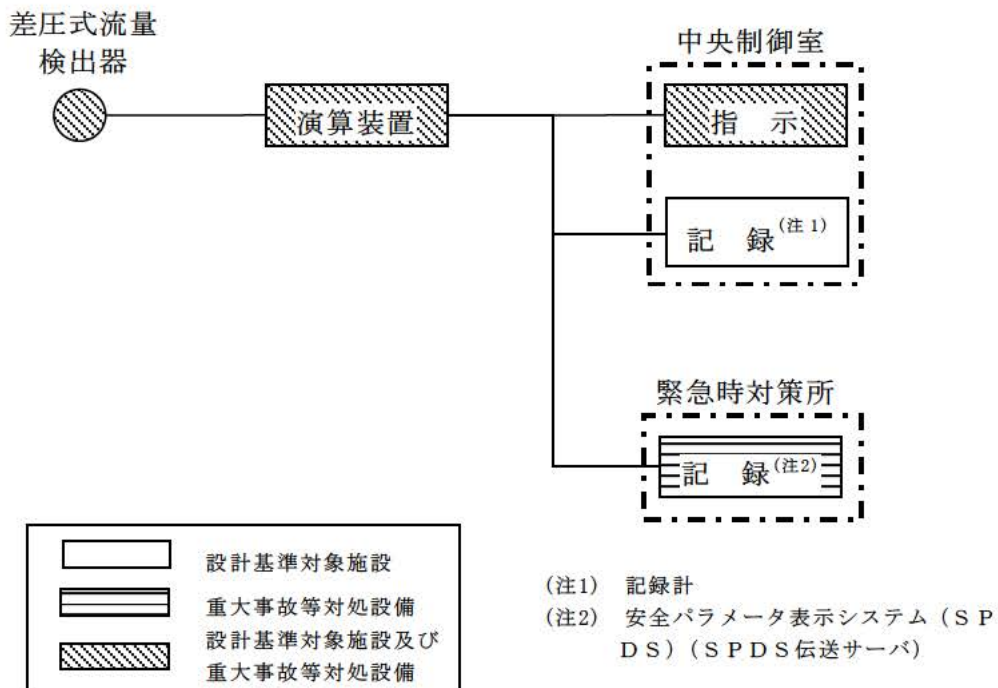 差圧式流量
検出器
演算装置
中央制御室
指 示
記 録(注1)
緊急時対策所
記 録(注2)
設計基準対象施設
重大事故等対処設備
設計基準対象施設及び
重大事故等対処設備
(注1) 記録計
(注2) 安全パラメータ表示システム(SP
DS)(SPDS伝送サーバ)